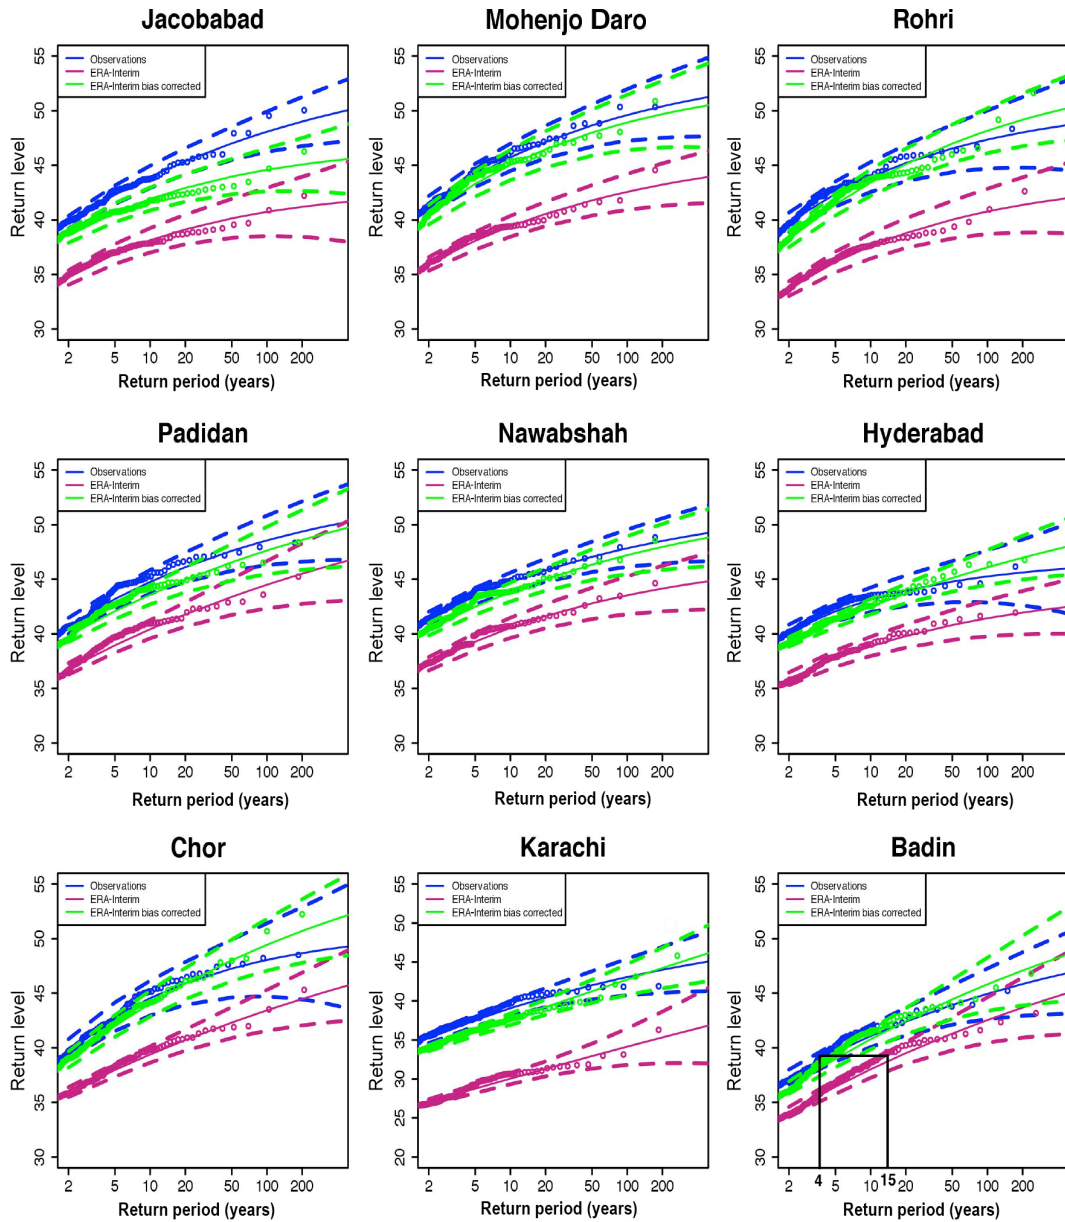 Jacobabad
Observations
ERA-Interim
ERA-Interim bias corrected
Return level
55
50
45
40
35
30
2 5 10 20 50 100 200
Return period (years)
Mohenjo Daro
Observations
ERA-Interim
ERA-Interim bias corrected
Return level
55
50
45
40
35
30
2 5 10 20 50 100 200
Return period (years)
Rohri
Observations
ERA-Interim
ERA-Interim bias corrected
Return level
55
50
45
40
35
30
2 5 10 20 50 100 200
Return period (years)
Padidan
Observations
ERA-Interim
ERA-Interim bias corrected
Return level
55
50
45
40
35
30
2 5 10 20 50 100 200
Return period (years)
Nawabshah
Observations
ERA-Interim
ERA-Interim bias corrected
Return level
55
50
45
40
35
30
2 5 10 20 50 100 200
Return period (years)
Hyderabad
Observations
ERA-Interim
ERA-Interim bias corrected
Return level
55
50
45
40
35
30
2 5 10 20 50 100 200
Return period (years)
Chor
Observations
ERA-Interim
ERA-Interim bias corrected
Return level
55
50
45
40
35
30
2 5 10 20 50 100 200
Return period (years)
Karachi
Observations
ERA-Interim
ERA-Interim bias corrected
Return level
55
50
45
40
36
30
25
20
2 5 10 20 50 100 200
Return period (years)
Badin
Observations
ERA-Interim
ERA-Interim bias corrected
Return level
55
50
45
40
35
30
4 15
2 5 10 20 50 100 200
Return period (years)